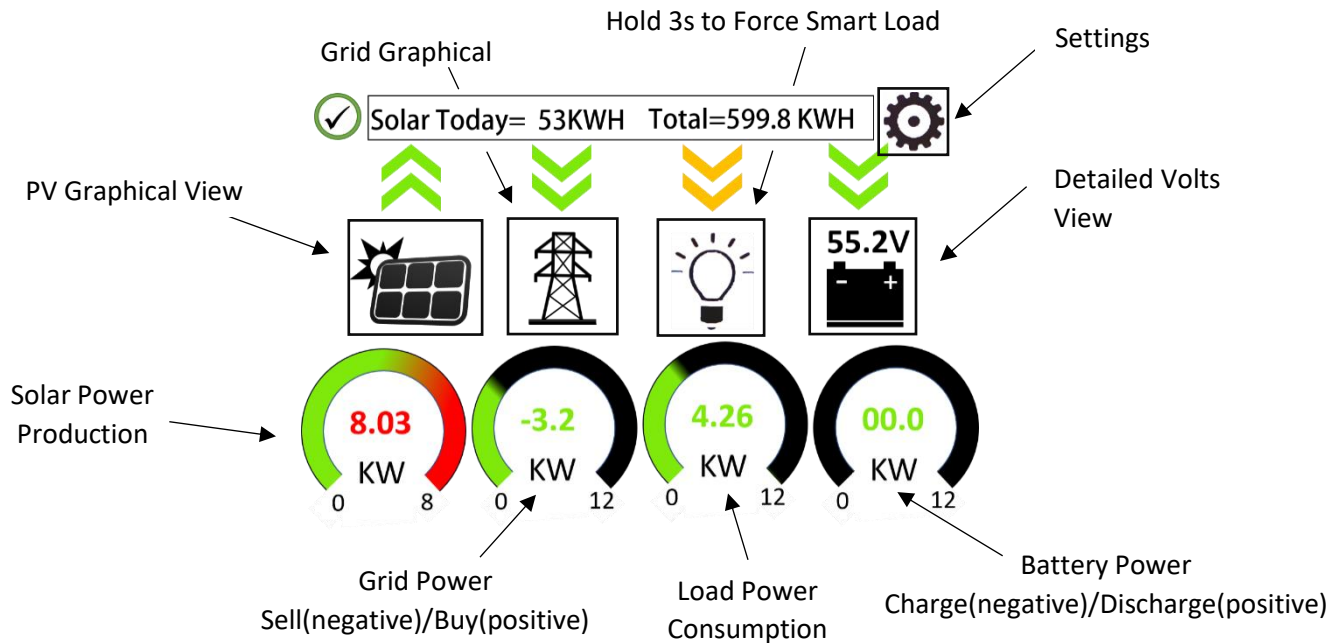 Hold 3s to Force Smart Load
Grid Graphical
Settings
Solar Today= 53KWH Total=599.8 KWH
PV Graphical View
Detailed Volts
View
55.2V
- +
Solar Power
Production
8.03
KW
0 8
-3.2
KW
0 12
4.26
KW
0 12
00.0
KW
0 12
Grid Power
Sell(negative)/Buy(positive)
Load Power
Consumption
Battery Power
Charge(negative)/Discharge(positive)